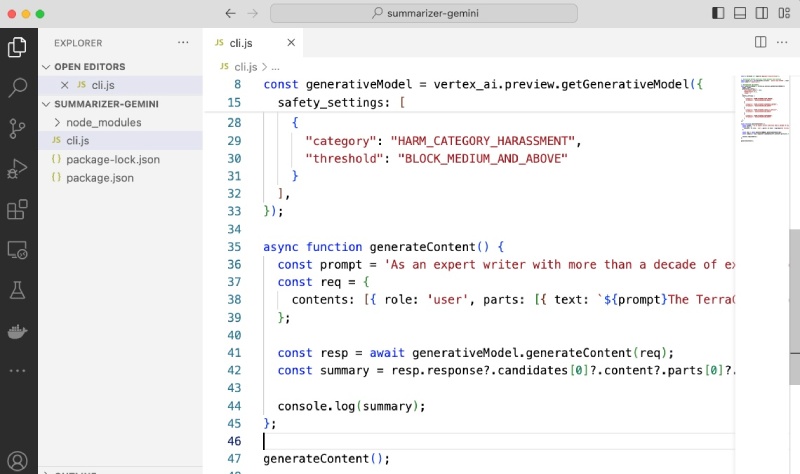 summarizer-gemini
EXPLORER
OPEN EDITORS
JS cli.js
SUMMARIZER-GEMINI
node_modules
JS cli.js
{} package-lock.json
{} package.json
JS cli.js
JS cli.js > ...
8 const generativeModel = vertex_ai.preview.getGenerativeModel({
15 safety_settings: [
28 {
29 "category": "HARM_CATEGORY_HARASSMENT",
30 "threshold": "BLOCK_MEDIUM_AND_ABOVE"
31 }
32 ],
33 });
34
35 async function generateContent() {
36 const prompt = 'As an expert writer with more than a decade of ex
37 const req = {
38 contents: [{ role: 'user', parts: [{ text: `${prompt}The Terra
39 };
40
41 const resp = await generativeModel.generateContent(req);
42 const summary = resp.response?.candidates[0]?.content?.parts[0]?.
43
44 console.log(summary);
45 };
46
47 generateContent();